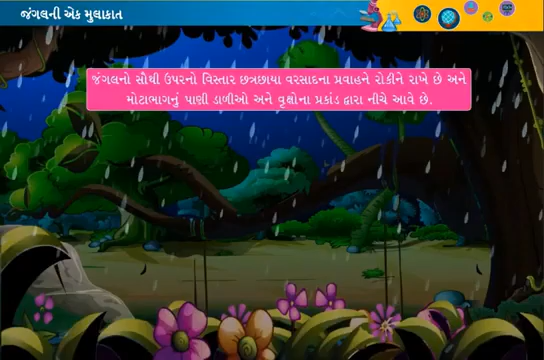 જંગલની એક મુલાકાત
જંગલનો સૌથી ઉપરનો વિસ્તાર છત્રછાયા વરસાદના પ્રવાહને રોકીને રાખે છે અને
મોટાભાગનું પાણી ડાળીઓ અને વૃક્ષોના પ્રકાંડ દ્વારા નીચે આવે છે.